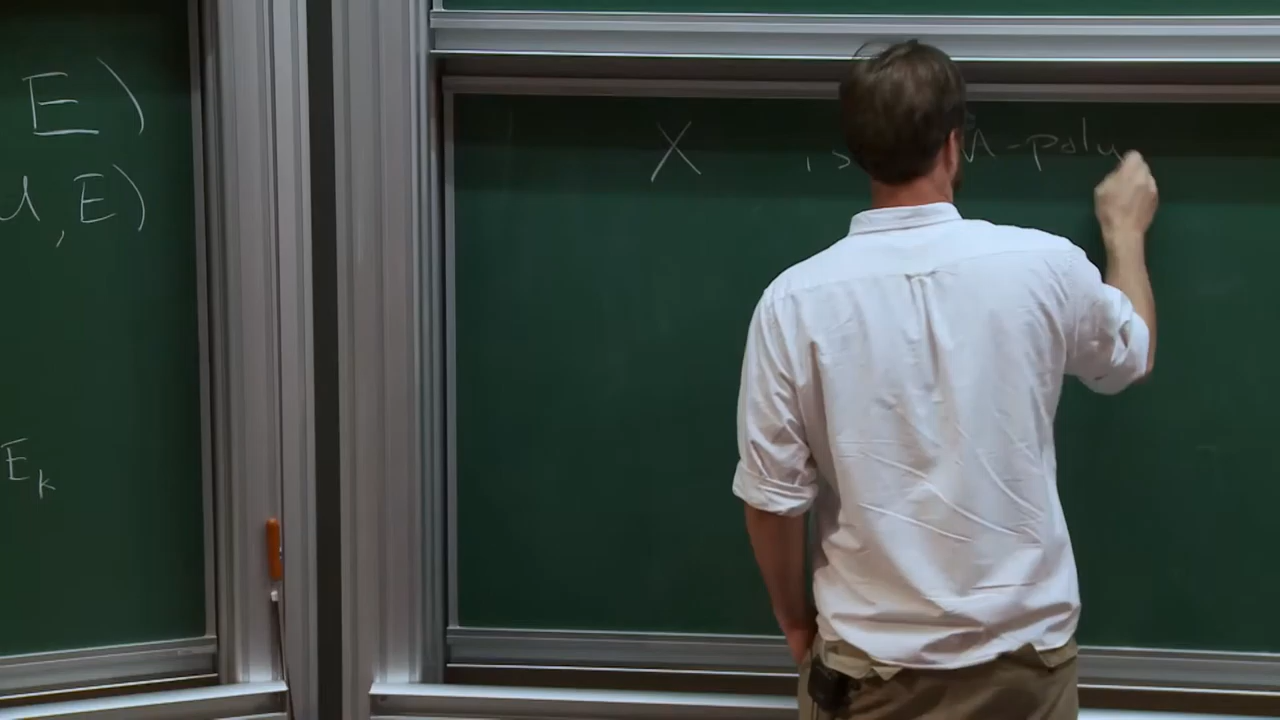 E)
, E)
E_k
X is -poly